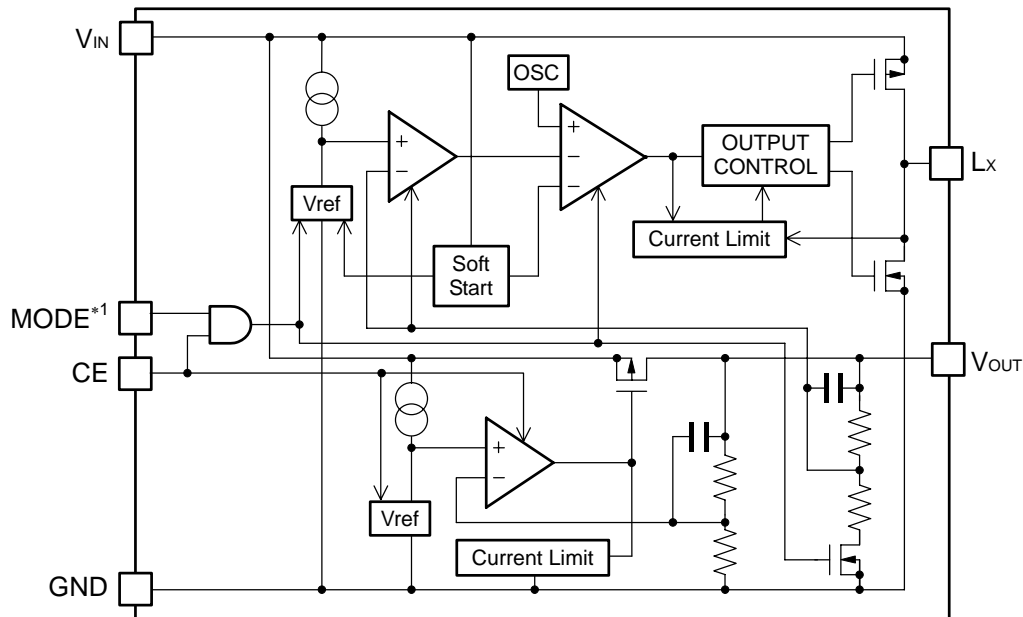 VIN
OSC
+
−
+
−
−
OUTPUT
CONTROL
LX
Vref
Current Limit
Soft
Start
MODE*1
CE
VOUT
+
−
Vref
Current Limit
GND